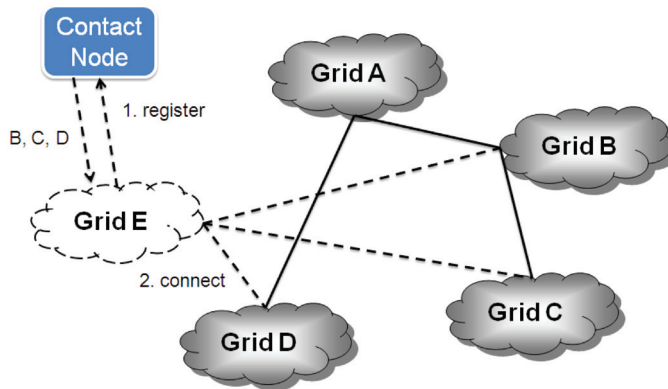 Contact
Node
Grid A
1. register
B, C, D
Grid B
Grid E
2. connect
Grid C
Grid D